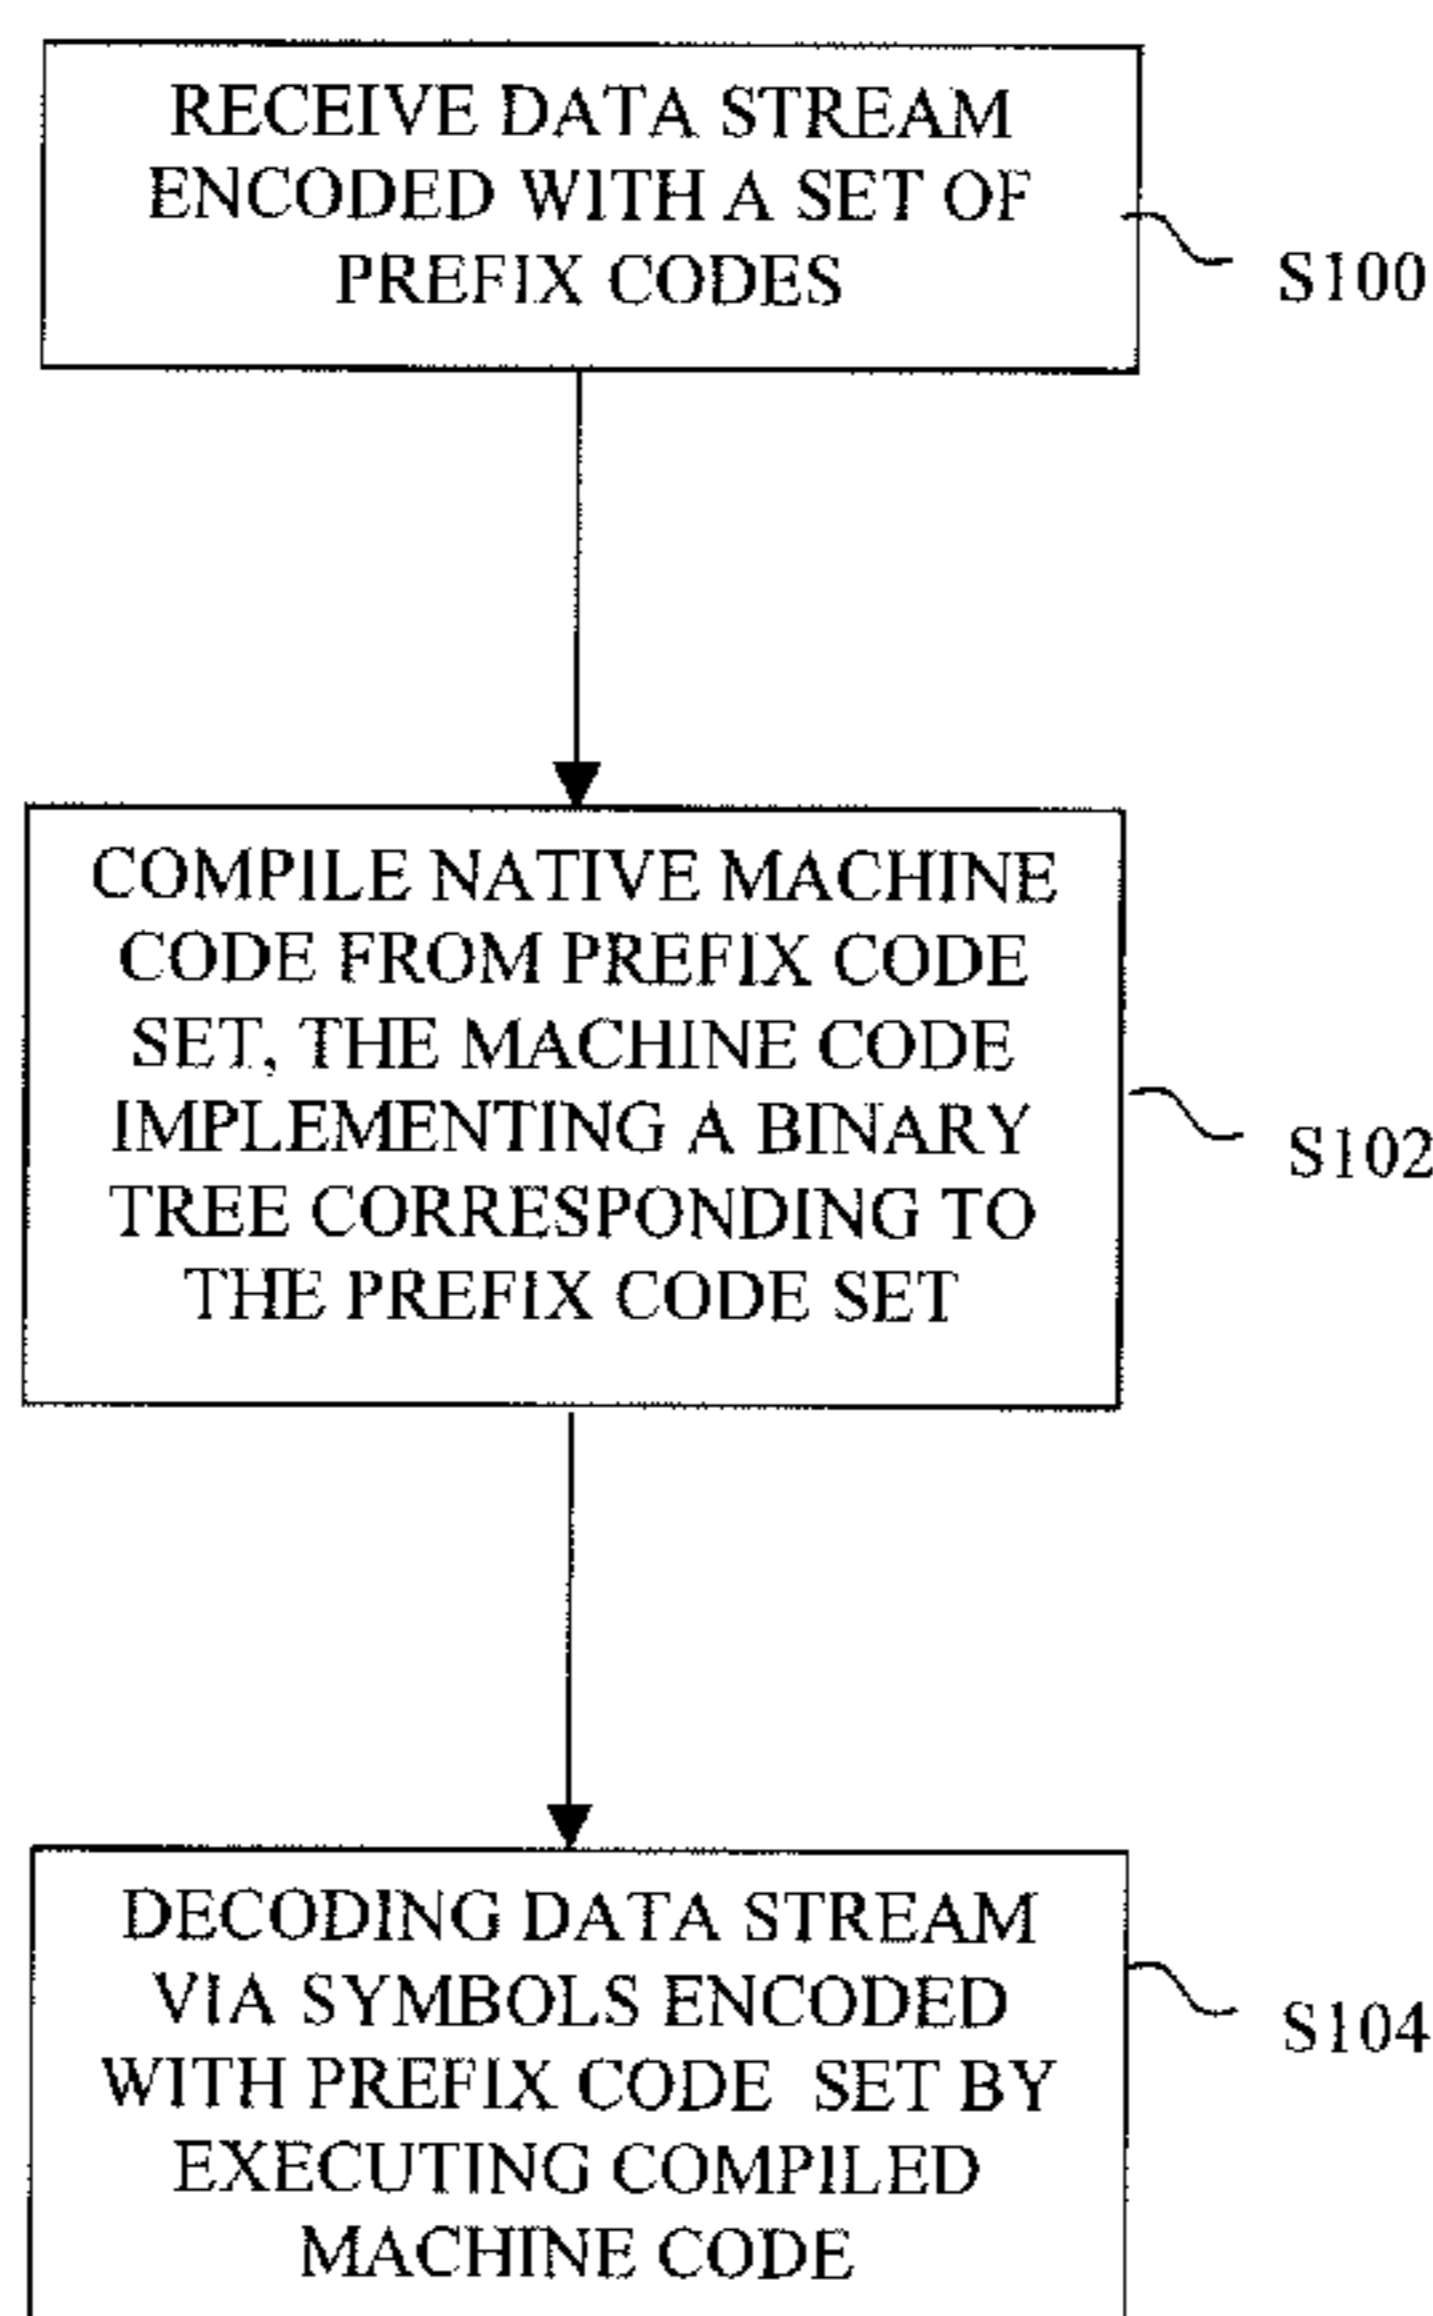 RECEIVE DATA STREAM
ENCODED WITH A SET OF
PREFIX CODES
S100
COMPILE NATIVE MACHINE
CODE FROM PREFIX CODE
SET, THE MACHINE CODE
IMPLEMENTING A BINARY
TREE CORRESPONDING TO
THE PREFIX CODE SET
S102
DECODING DATA STREAM
VIA SYMBOLS ENCODED
WITH PREFIX CODE SET BY
EXECUTING COMPILED
MACHINE CODE
S104